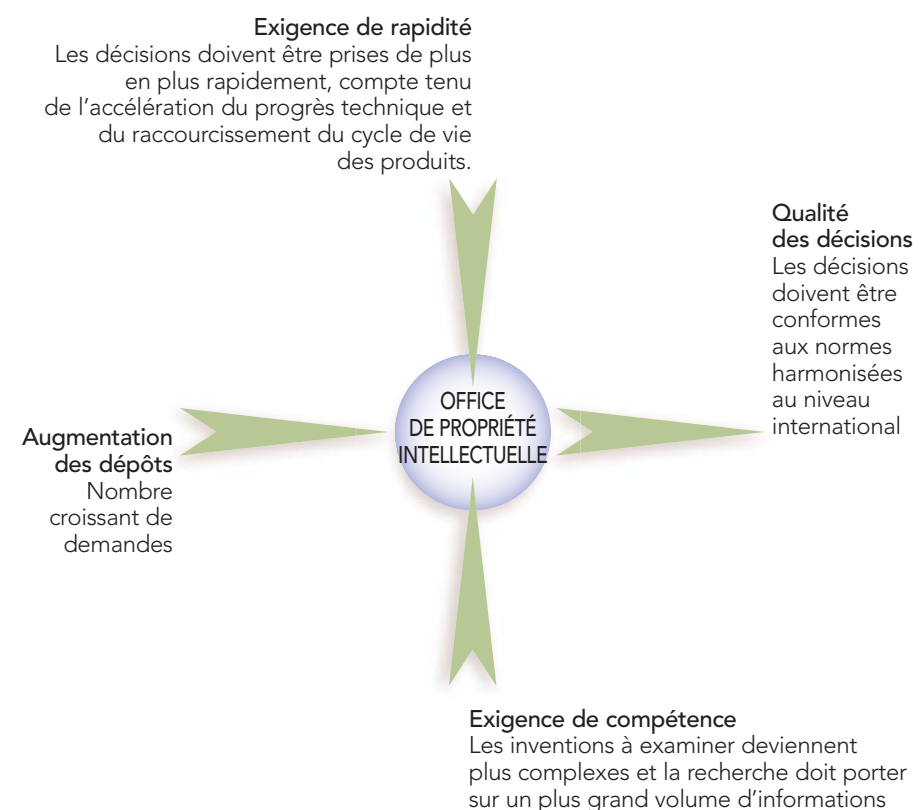 Exigence de rapidité
Les décisions doivent être prises de plus
en plus rapidement, compte tenu
de l'accélération du progrès technique et
du raccourcissement du cycle de vie
des produits.
Qualité
des décisions
Les décisions
doivent être
conformes
aux normes
harmonisées
au niveau
international
OFFICE
DE PROPRIÉTÉ
INTELLECTUELLE
Augmentation
des dépôts
Nombre
croissant de
demandes
Exigence de compétence
Les inventions à examiner deviennent
plus complexes et la recherche doit porter
sur un plus grand volume d'informations